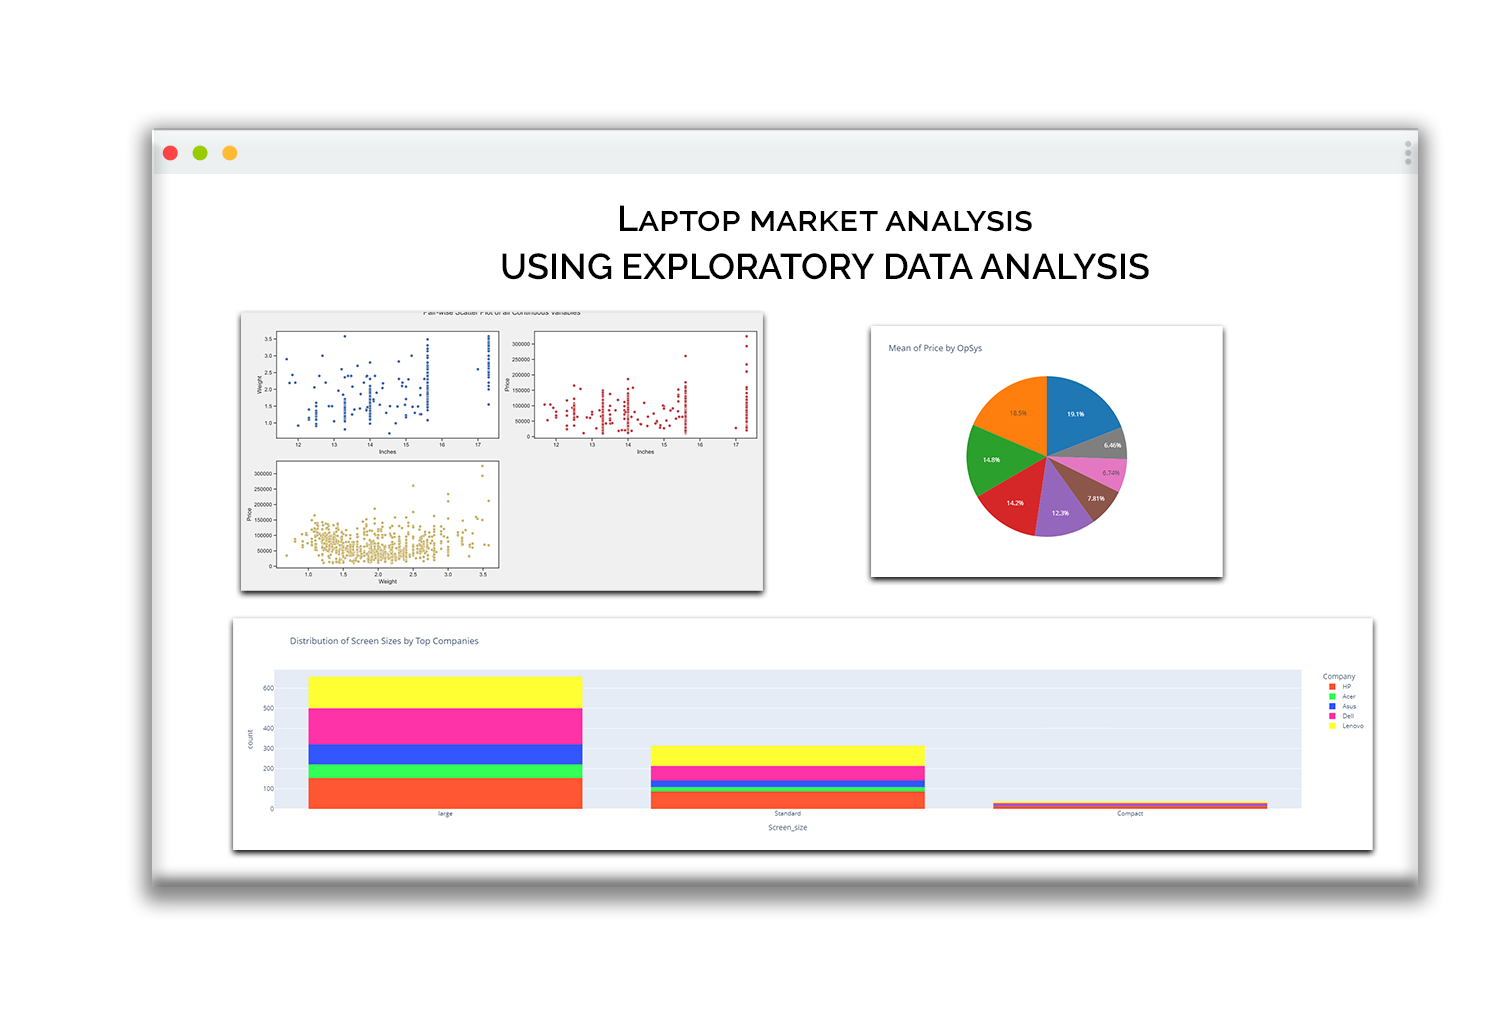 Laptop market analysis
USING EXPLORATORY DATA ANALYSIS
Pair-wise Scatter Plot of all Continuous Variables
3.5
3.0
2.5
2.0
1.5
1.0
Weight
12 13 14 15 16 17
Inches
300000
250000
200000
150000
100000
50000
0
Price
12 13 14 15 16 17
Inches
300000
250000
200000
150000
100000
50000
0
Price
1.0 1.5 2.0 2.5 3.0 3.5
Weight
Mean of Price by OpSys
18.5%
19.1%
6.46%
14.8%
6.74%
7.81%
14.2%
12.3%
Distribution of Screen Sizes by Top Companies
600
500
400
300
200
100
0
count
large Standard Compact
Screen_size
Company
HP
Acer
Asus
Dell
Lenovo